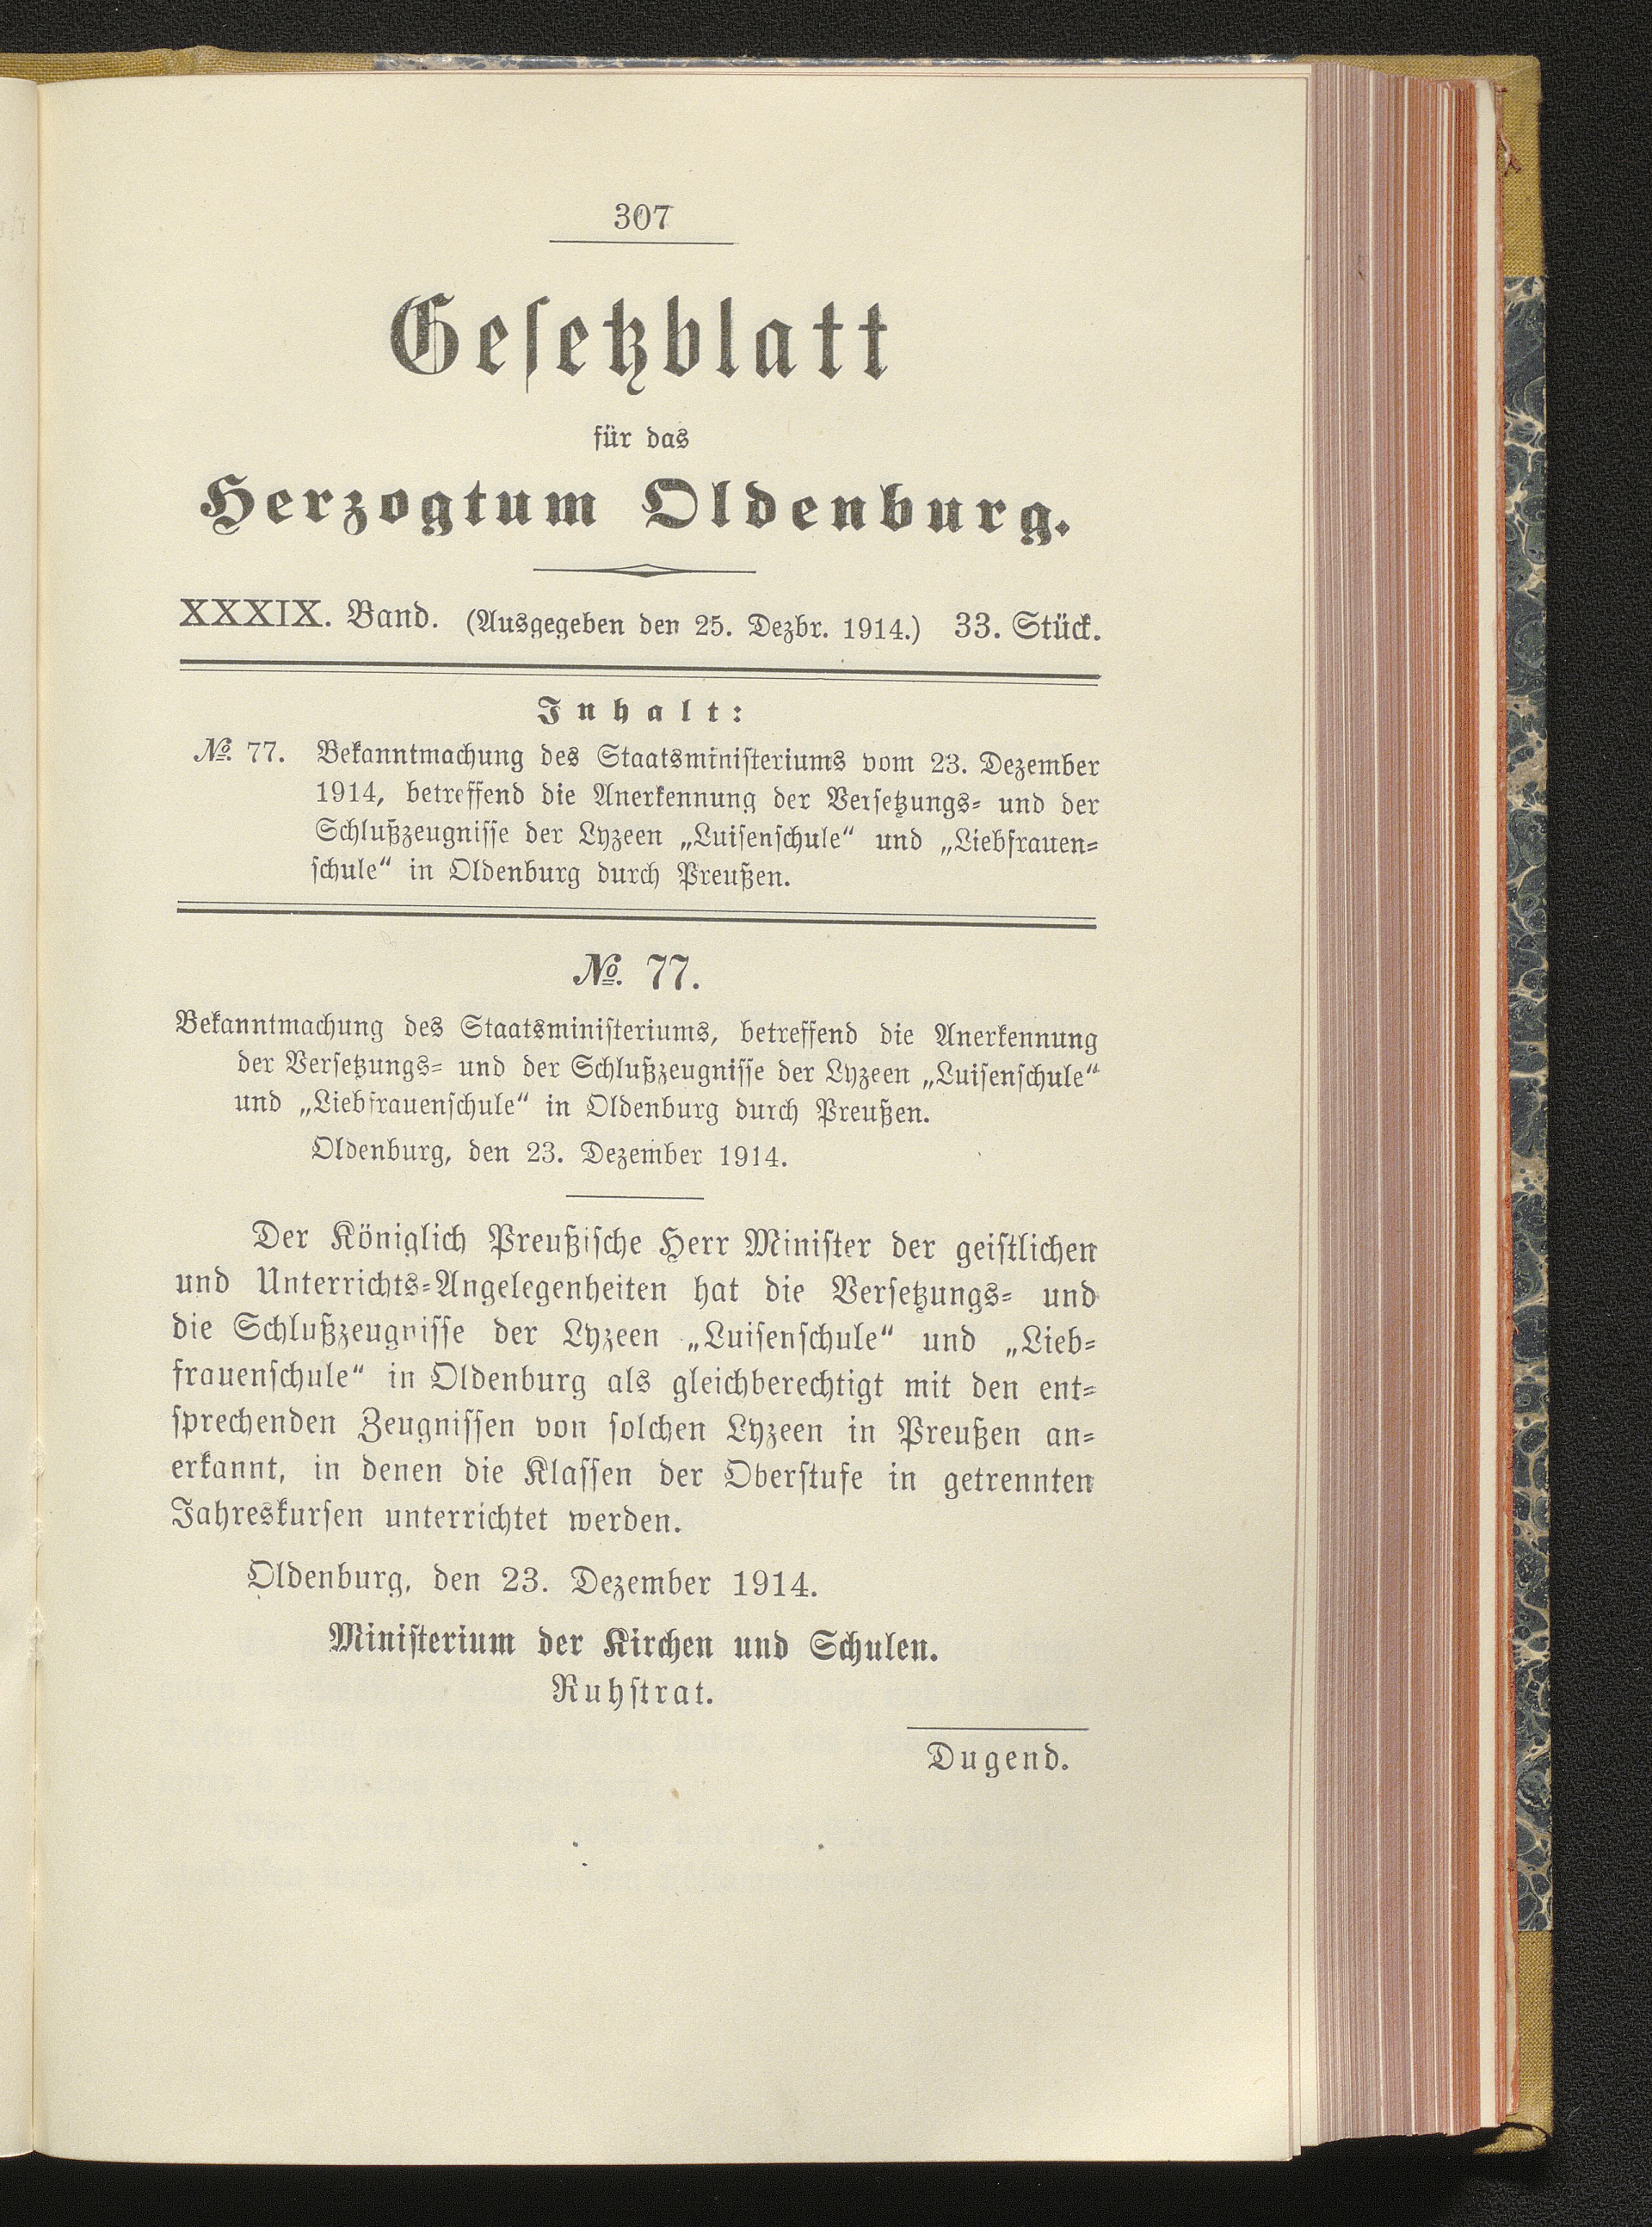 307
Gesetzblatt
für das
Herzogtum Oldenburg.
XXXIX. Band. (Ausgegeben den 25. Dezbr. 1914.) 33. Stück.
Inhalt:
№. 77. Bekanntmachung des Staatsministeriums vom 23. Dezember
1914, betreffend die Anerkennung der Versetzungs- und der
Schlußzeugnisse der Lyzeen „Luisenschule“ und „Liebfrauen-
schule“ in Oldenburg durch Preußen.
№. 77.
Bekanntmachung des Staatsministeriums, betreffend die Anerkennung
der Versetzungs- und der Schlußzeugnisse der Lyzeen „Luisenschule“
und „Liebfrauenschule“ in Oldenburg durch Preußen.
Oldenburg, den 23. Dezember 1914.
Der Königlich Preußische Herr Minister der geistlichen
und Unterrichts-Angelegenheiten hat die Versetzungs- und
die Schlußzeugnisse der Lyzeen „Luisenschule“ und „Lieb-
frauenschule“ in Oldenburg als gleichberechtigt mit den ent-
sprechenden Zeugnissen von solchen Lyzeen in Preußen an-
erkannt, in denen die Klassen der Oberstufe in getrennten
Jahreskursen unterrichtet werden.
Oldenburg, den 23. Dezember 1914.
Ministerium der Kirchen und Schulen.
Ruhstrat.
Dugend.